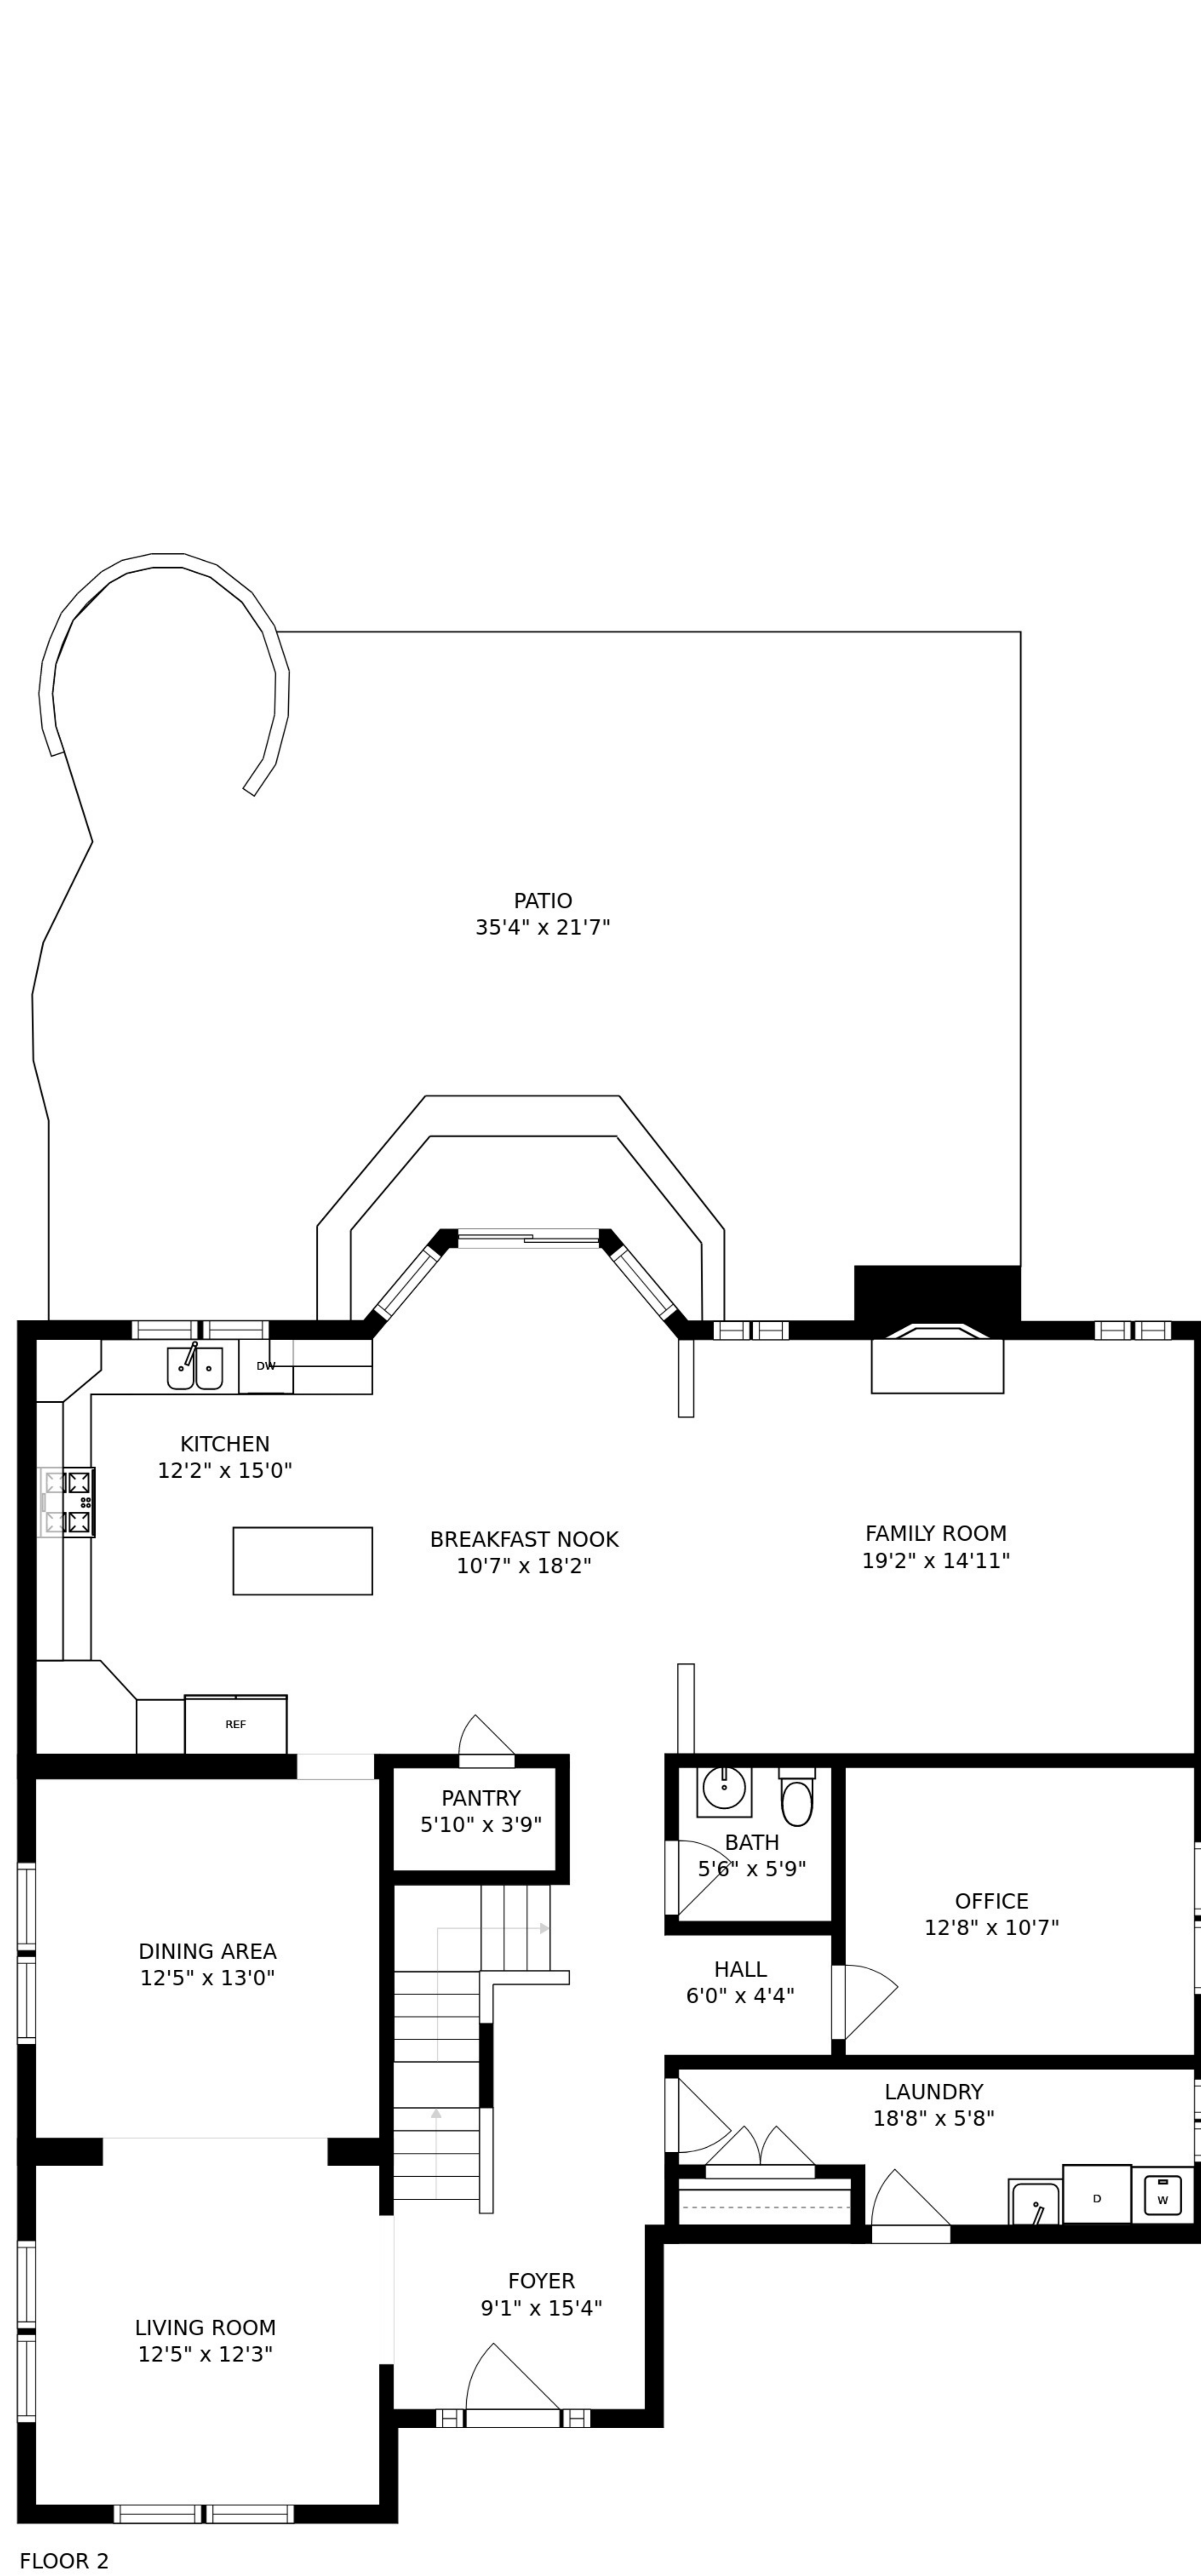 PATIO
35'4" x 21'7"
DW
KITCHEN
12'2" x 15'0"
BREAKFAST NOOK
10'7" x 18'2"
FAMILY ROOM
19'2" x 14'11"
REF
PANTRY
5'10" x 3'9"
BATH
5'6" x 5'9"
OFFICE
12'8" x 10'7"
DINING AREA
12'5" x 13'0"
HALL
6'0" x 4'4"
LAUNDRY
18'8" x 5'8"
D
W
FOYER
9'1" x 15'4"
LIVING ROOM
12'5" x 12'3"
FLOOR 2